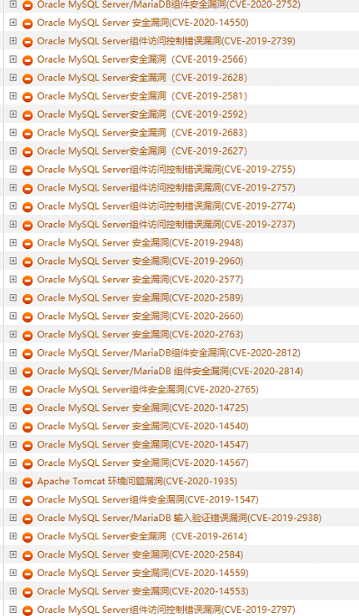 Oracle MySQL Server/MariaDB组件安全漏洞(CVE-2020-2752)
Oracle MySQL Server 安全漏洞(CVE-2020-14550)
Oracle MySQL Server组件访问控制错误漏洞(CVE-2019-2739)
Oracle MySQL Server安全漏洞（CVE-2019-2566）
Oracle MySQL Server安全漏洞（CVE-2019-2628）
Oracle MySQL Server安全漏洞（CVE-2019-2581）
Oracle MySQL Server安全漏洞（CVE-2019-2592）
Oracle MySQL Server安全漏洞（CVE-2019-2683）
Oracle MySQL Server安全漏洞（CVE-2019-2627）
Oracle MySQL Server组件访问控制错误漏洞(CVE-2019-2755)
Oracle MySQL Server组件访问控制错误漏洞(CVE-2019-2757)
Oracle MySQL Server组件访问控制错误漏洞(CVE-2019-2774)
Oracle MySQL Server组件访问控制错误漏洞(CVE-2019-2737)
Oracle MySQL Server 安全漏洞(CVE-2019-2948)
Oracle MySQL Server 安全漏洞(CVE-2019-2960)
Oracle MySQL Server 安全漏洞(CVE-2020-2577)
Oracle MySQL Server 安全漏洞(CVE-2020-2589)
Oracle MySQL Server 安全漏洞(CVE-2020-2660)
Oracle MySQL Server 安全漏洞(CVE-2020-2763)
Oracle MySQL Server/MariaDB组件安全漏洞(CVE-2020-2812)
Oracle MySQL Server/MariaDB 组件安全漏洞(CVE-2020-2814)
Oracle MySQL Server组件安全漏洞(CVE-2020-2765)
Oracle MySQL Server 安全漏洞(CVE-2020-14725)
Oracle MySQL Server 安全漏洞(CVE-2020-14540)
Oracle MySQL Server 安全漏洞(CVE-2020-14547)
Oracle MySQL Server 安全漏洞(CVE-2020-14567)
Apache Tomcat 环境问题漏洞(CVE-2020-1935)
Oracle MySQL Server组件安全漏洞(CVE-2019-1547)
Oracle MySQL Server/MariaDB 输入验证错误漏洞(CVE-2019-2938)
Oracle MySQL Server安全漏洞（CVE-2019-2614）
Oracle MySQL Server 安全漏洞(CVE-2020-2584)
Oracle MySQL Server 安全漏洞(CVE-2020-14559)
Oracle MySQL Server 安全漏洞(CVE-2020-14553)
Oracle MySQL Server组件访问控制错误漏洞(CVE-2019-2797)